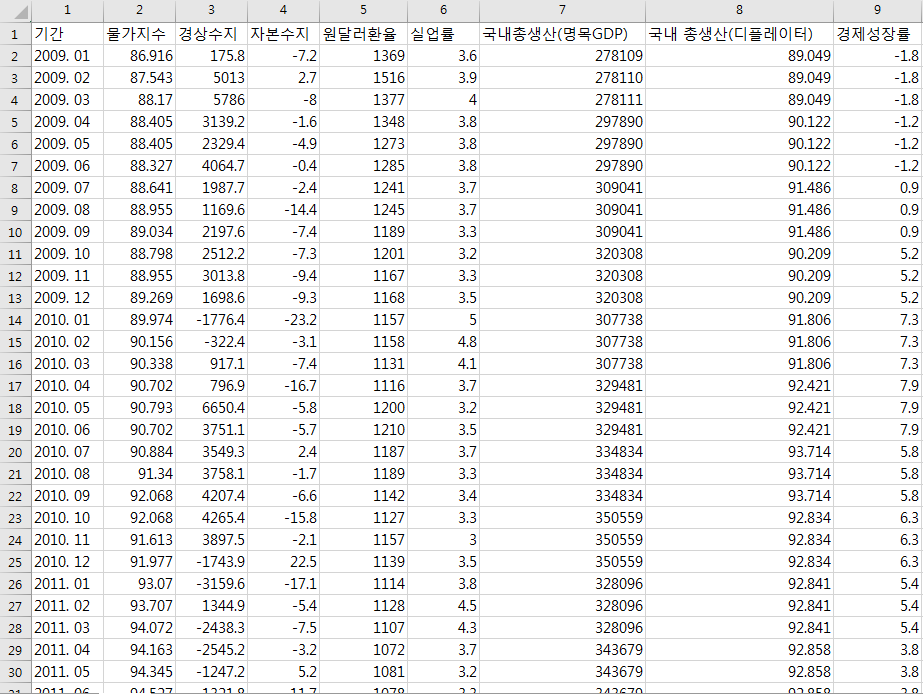 1 2 3 4 5 6 7 8 9
1 기간 물가지수 경상수지 자본수지 원달러환율 실업률 국내총생산(명목GDP) 국내 총생산(디플레이터) 경제성장률
2 2009. 01 86.916 175.8 -7.2 1369 3.6 278109 89.049 -1.8
3 2009. 02 87.543 5013 2.7 1516 3.9 278110 89.049 -1.8
4 2009. 03 88.17 5786 -8 1377 4 278111 89.049 -1.8
5 2009. 04 88.405 3139.2 -1.6 1348 3.8 297890 90.122 -1.2
6 2009. 05 88.405 2329.4 -4.9 1273 3.8 297890 90.122 -1.2
7 2009. 06 88.327 4064.7 -0.4 1285 3.8 297890 90.122 -1.2
8 2009. 07 88.641 1987.7 -2.4 1241 3.7 309041 91.486 0.9
9 2009. 08 88.955 1169.6 -14.4 1245 3.7 309041 91.486 0.9
10 2009. 09 89.034 2197.6 -7.4 1189 3.3 309041 91.486 0.9
11 2009. 10 88.798 2512.2 -7.3 1201 3.2 320308 90.209 5.2
12 2009. 11 88.955 3013.8 -9.4 1167 3.3 320308 90.209 5.2
13 2009. 12 89.269 1698.6 -9.3 1168 3.5 320308 90.209 5.2
14 2010. 01 89.974 -1776.4 -23.2 1157 5 307738 91.806 7.3
15 2010. 02 90.156 -322.4 -3.1 1158 4.8 307738 91.806 7.3
16 2010. 03 90.338 917.1 -7.4 1131 4.1 307738 91.806 7.3
17 2010. 04 90.702 796.9 -16.7 1116 3.7 329481 92.421 7.9
18 2010. 05 90.793 6650.4 -5.8 1200 3.2 329481 92.421 7.9
19 2010. 06 90.702 3751.1 -5.7 1210 3.5 329481 92.421 7.9
20 2010. 07 90.884 3549.3 2.4 1187 3.7 334834 93.714 5.8
21 2010. 08 91.34 3758.1 -1.7 1189 3.3 334834 93.714 5.8
22 2010. 09 92.068 4207.4 -6.6 1142 3.4 334834 93.714 5.8
23 2010. 10 92.068 4265.4 -15.8 1127 3.3 350559 92.834 6.3
24 2010. 11 91.613 3897.5 -2.1 1157 3 350559 92.834 6.3
25 2010. 12 91.977 -1743.9 22.5 1139 3.5 350559 92.834 6.3
26 2011. 01 93.07 -3159.6 -17.1 1114 3.8 328096 92.841 5.4
27 2011. 02 93.707 1344.9 -5.4 1128 4.5 328096 92.841 5.4
28 2011. 03 94.072 -2438.3 -7.5 1107 4.3 328096 92.841 5.4
29 2011. 04 94.163 -2545.2 -3.2 1072 3.7 343679 92.858 3.8
30 2011. 05 94.345 -1247.2 5.2 1081 3.2 343679 92.858 3.8